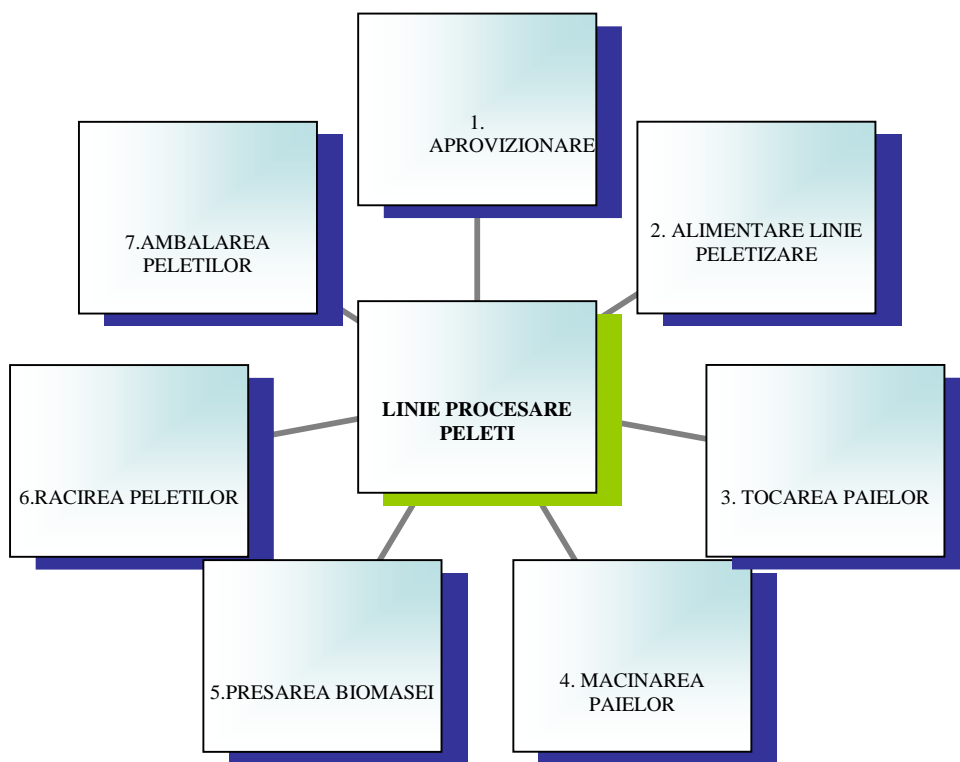 1.
APROVIZIONARE
2. ALIMENTARE LINIE
PELETIZARE
3. TOCAREA PAIELOR
4. MACINAREA
PAIELOR
5.PRESAREA BIOMASEI
6.RACIREA PELETILOR
7.AMBALAREA
PELETILOR
LINIE PROCESARE
PELETI